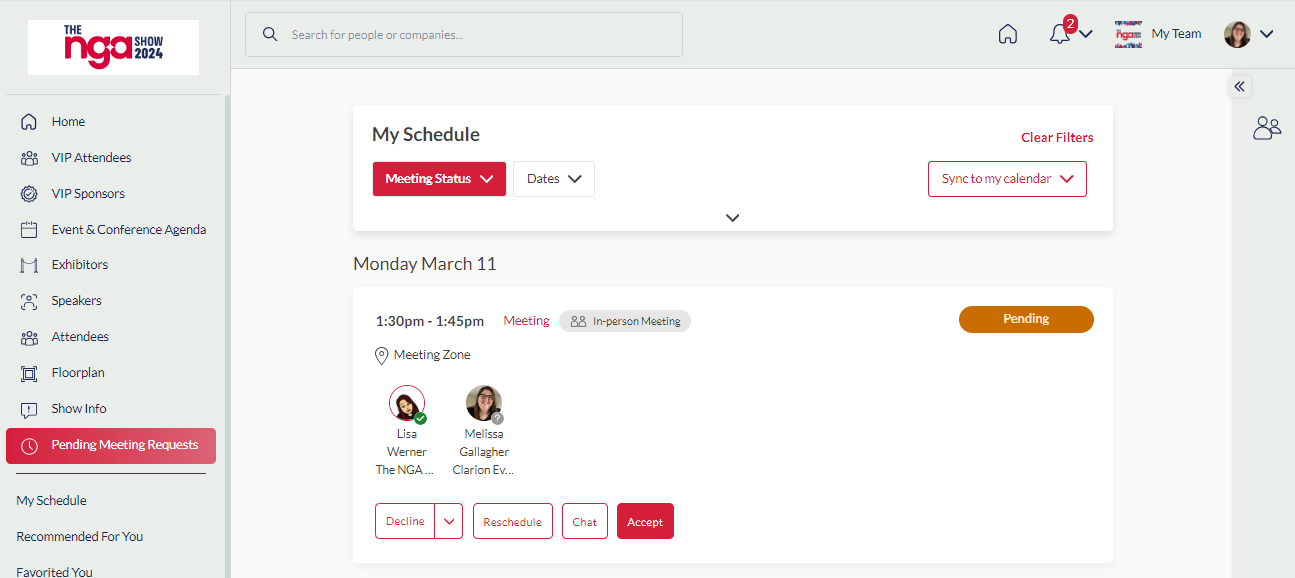 THE
nga SHOW
2024
Search for people or companies...
2
nga
My Team
Home
VIP Attendees
VIP Sponsors
Event & Conference Agenda
Exhibitors
Speakers
Attendees
Floorplan
Show Info
Pending Meeting Requests
My Schedule
Recommended For You
Favorited You
My Schedule
Clear Filters
Meeting Status
Dates
Sync to my calendar
Monday March 11
1:30pm - 1:45pm Meeting In-person Meeting
Pending
Meeting Zone
Lisa
Werner
The NGA ...
Melissa
Gallagher
Clarion Ev...
Decline
Reschedule
Chat
Accept